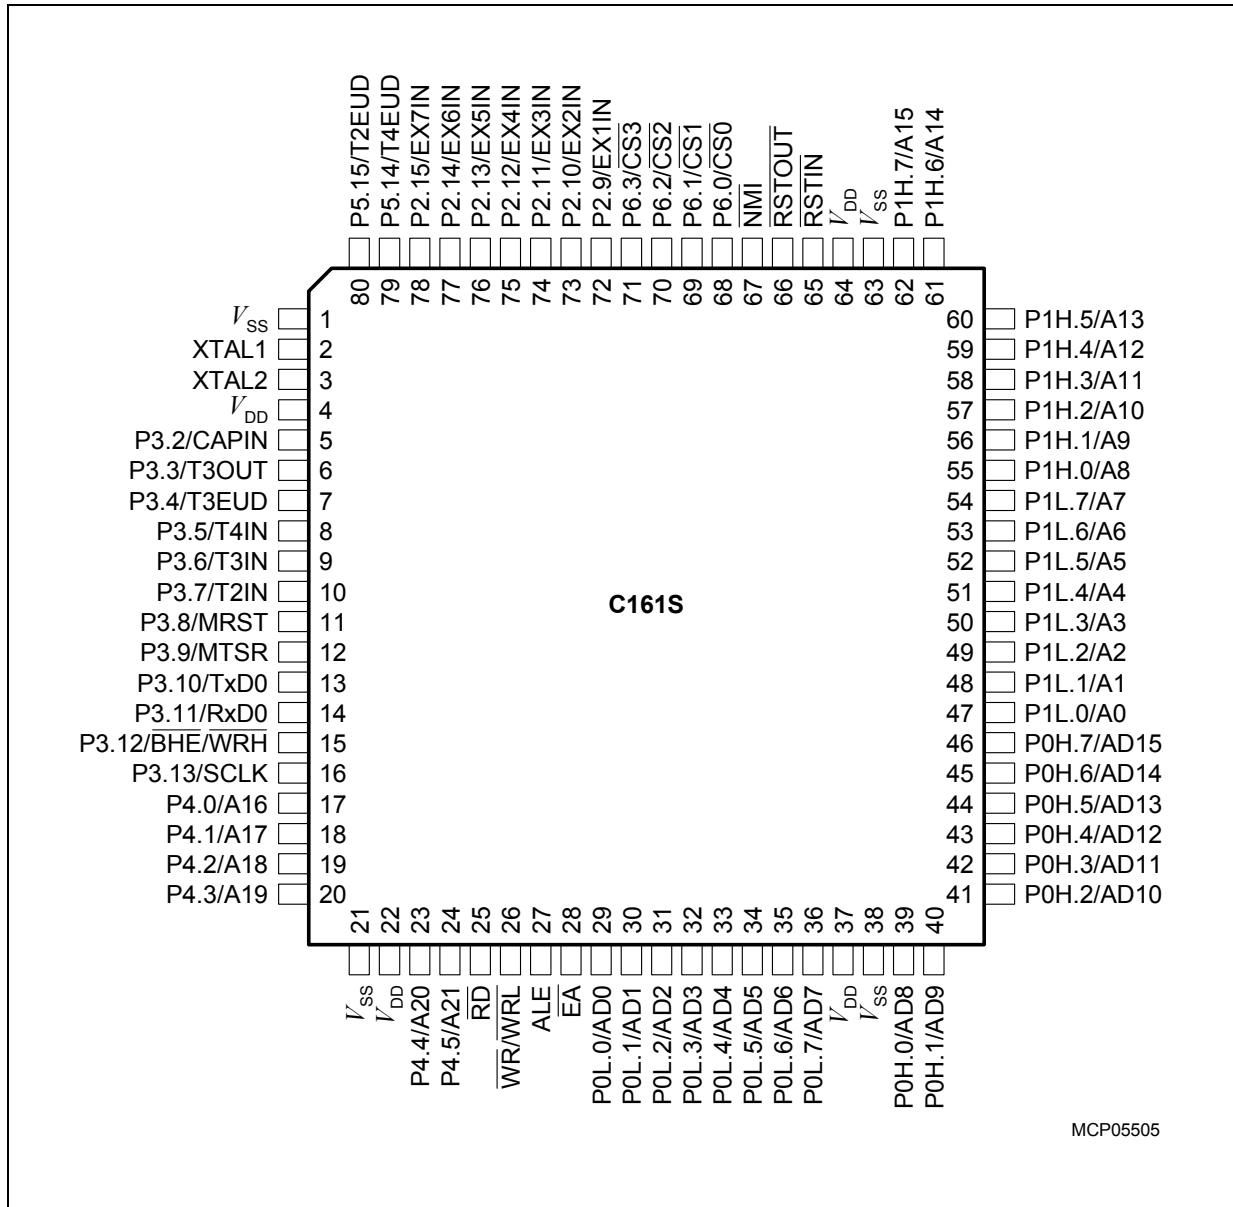 P5.15/T2EUD
P5.14/T4EUD
P2.15/EX7IN
P2.14/EX6IN
P2.13/EX5IN
P2.12/EX4IN
P2.11/EX3IN
P2.10/EX2IN
P2.9/EX1IN
P6.3/C̅S̅3̅
P6.2/C̅S̅2̅
P6.1/C̅S̅1̅
P6.0/C̅S̅0̅
N̅M̅I̅
R̅S̅T̅O̅U̅T̅
R̅S̅T̅I̅N̅
VDD
VSS
P1H.7/A15
P1H.6/A14
80
79
78
77
76
75
74
73
72
71
70
69
68
67
66
65
64
63
62
61
VSS 1
XTAL1 2
XTAL2 3
VDD 4
P3.2/CAPIN 5
P3.3/T3OUT 6
P3.4/T3EUD 7
P3.5/T4IN 8
P3.6/T3IN 9
P3.7/T2IN 10
P3.8/MRST 11
P3.9/MTSR 12
P3.10/TxD0 13
P3.11/RxD0 14
P3.12/B̅H̅E̅/W̅R̅H̅ 15
P3.13/SCLK 16
P4.0/A16 17
P4.1/A17 18
P4.2/A18 19
P4.3/A19 20
C161S
60 P1H.5/A13
59 P1H.4/A12
58 P1H.3/A11
57 P1H.2/A10
56 P1H.1/A9
55 P1H.0/A8
54 P1L.7/A7
53 P1L.6/A6
52 P1L.5/A5
51 P1L.4/A4
50 P1L.3/A3
49 P1L.2/A2
48 P1L.1/A1
47 P1L.0/A0
46 P0H.7/AD15
45 P0H.6/AD14
44 P0H.5/AD13
43 P0H.4/AD12
42 P0H.3/AD11
41 P0H.2/AD10
21
22
23
24
25
26
27
28
29
30
31
32
33
34
35
36
37
38
39
40
VSS
VDD
P4.4/A20
P4.5/A21
R̅D̅
W̅R̅/W̅R̅L̅
ALE
E̅A̅
P0L.0/AD0
P0L.1/AD1
P0L.2/AD2
P0L.3/AD3
P0L.4/AD4
P0L.5/AD5
P0L.6/AD6
P0L.7/AD7
VDD
VSS
P0H.0/AD8
P0H.1/AD9
MCP05505